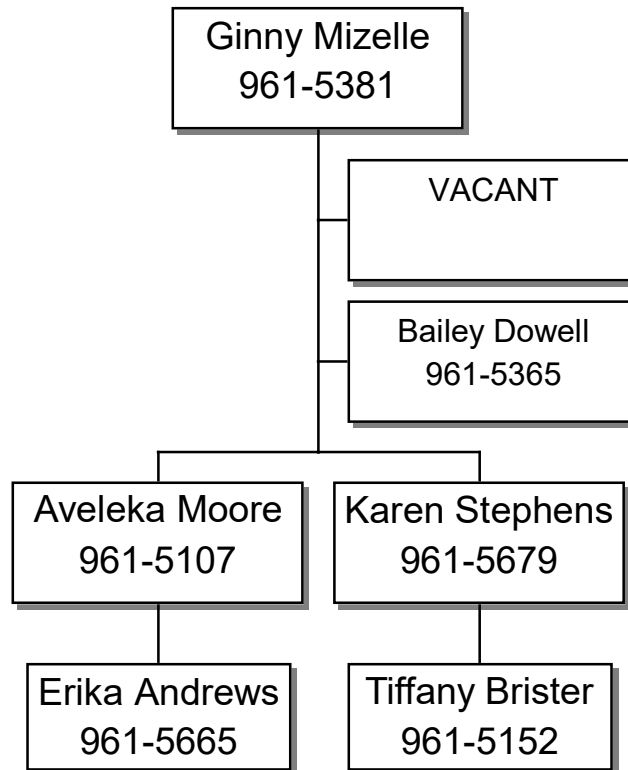 Ginny Mizelle
961-5381
VACANT
Bailey Dowell
961-5365
Aveleka Moore
961-5107
Karen Stephens
961-5679
Erika Andrews
961-5665
Tiffany Brister
961-5152